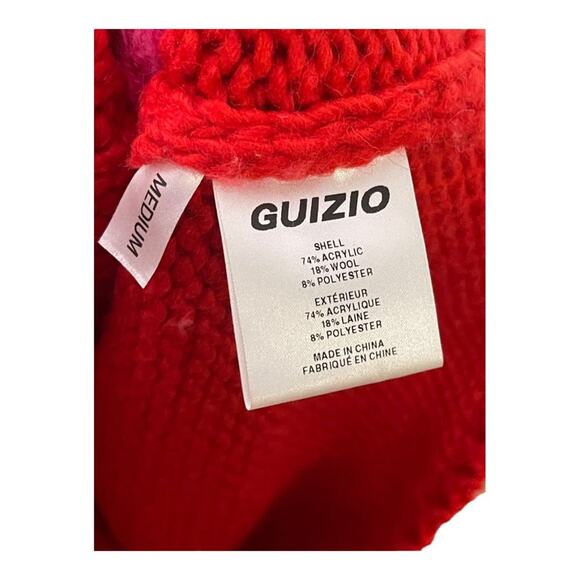 MEDIUM
GUIZIO
SHELL
74% ACRYLIC
18% WOOL
8% POLYESTER
EXTÉRIEUR
74% ACRYLIQUE
18% LAINE
8% POLYESTER
MADE IN CHINA
FABRIQUÉ EN CHINE